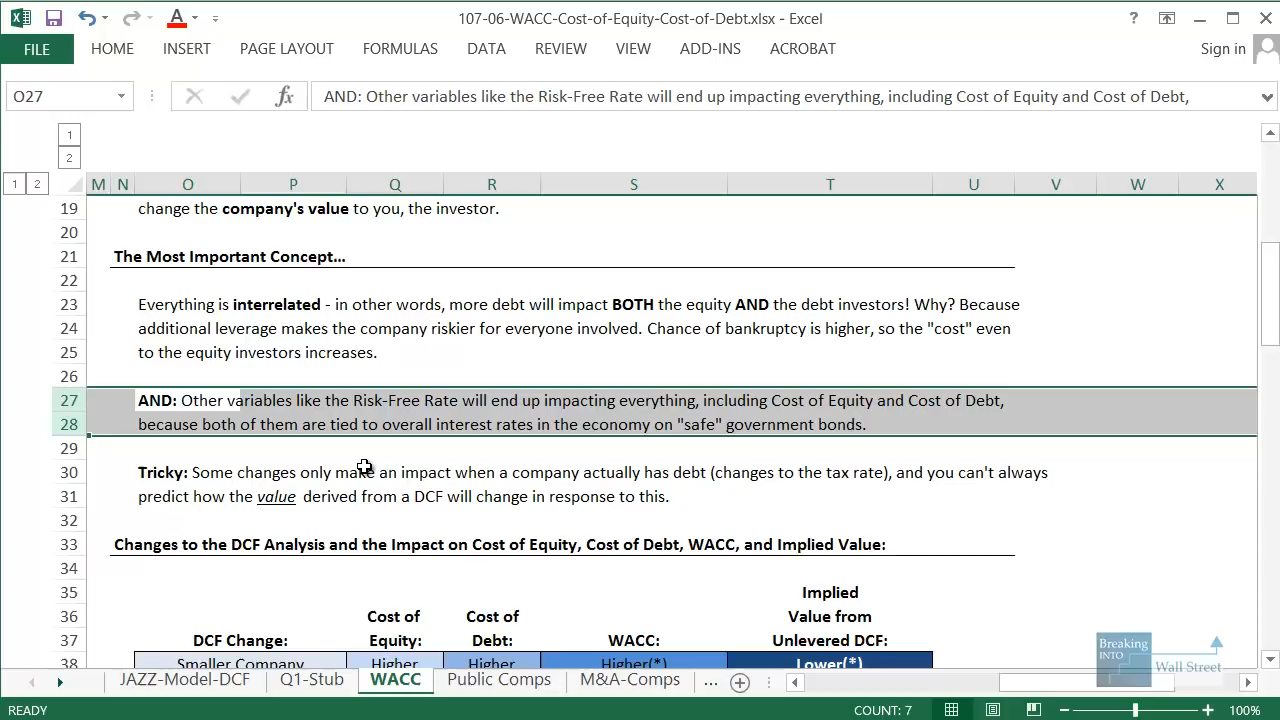 107-06-WACC-Cost-of-Equity-Cost-of-Debt.xlsx - Excel
FILE HOME INSERT PAGE LAYOUT FORMULAS DATA REVIEW VIEW ADD-INS ACROBAT Sign in
O27 fx AND: Other variables like the Risk-Free Rate will end up impacting everything, including Cost of Equity and Cost of Debt,
1
2
1 2 M N O P Q R S T U V W X
19 change the company's value to you, the investor.
20
21 The Most Important Concept...
22
23 Everything is interrelated - in other words, more debt will impact BOTH the equity AND the debt investors! Why? Because
24 additional leverage makes the company riskier for everyone involved. Chance of bankruptcy is higher, so the "cost" even
25 to the equity investors increases.
26
27 AND: Other variables like the Risk-Free Rate will end up impacting everything, including Cost of Equity and Cost of Debt,
28 because both of them are tied to overall interest rates in the economy on "safe" government bonds.
29
30 Tricky: Some changes only make an impact when a company actually has debt (changes to the tax rate), and you can't always
31 predict how the value derived from a DCF will change in response to this.
32
33 Changes to the DCF Analysis and the Impact on Cost of Equity, Cost of Debt, WACC, and Implied Value:
34
35 Implied
36 Cost of Cost of Value from
37 DCF Change: Equity: Debt: WACC: Unlevered DCF:
38 Smaller Company Higher Higher Higher(*) Lower(*)
Breaking
INTO
Wall Street
JAZZ-Model-DCF Q1-Stub WACC Public Comps M&A-Comps ...
READY COUNT: 7 100%